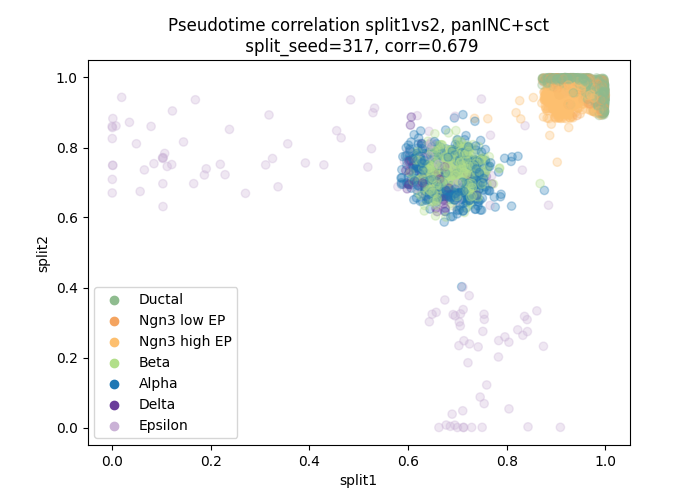 Pseudotime correlation split1vs2, panINC+sct
split_seed=317, corr=0.679
1.0
0.8
0.6
0.4
0.2
0.0
split2
Ductal
Ngn3 low EP
Ngn3 high EP
Beta
Alpha
Delta
Epsilon
0.0 0.2 0.4 0.6 0.8 1.0
split1